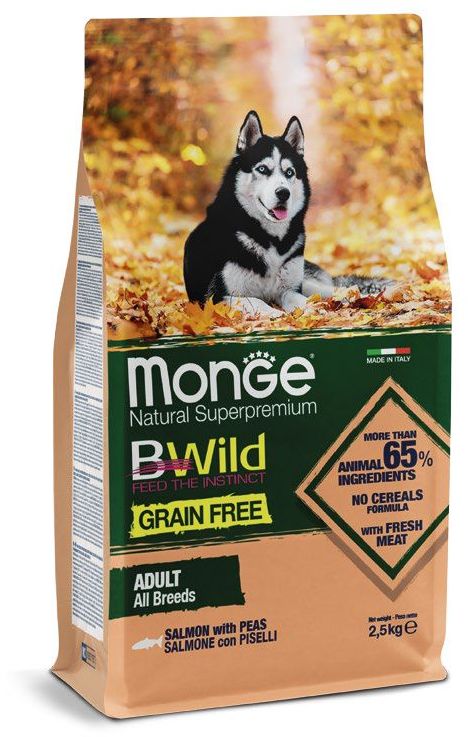 MonGe®
Natural Superpremium
BWild
FEED THE INSTINCT
GRAIN FREE
ADULT
All Breeds
SALMON with PEAS
SALMONE con PISELLI
MADE IN ITALY
MORE THAN
ANIMAL 65%
INGREDIENTS
NO CEREALS
FORMULA
WITH FRESH
MEAT
Net weight - Peso netto
2,5kg℮